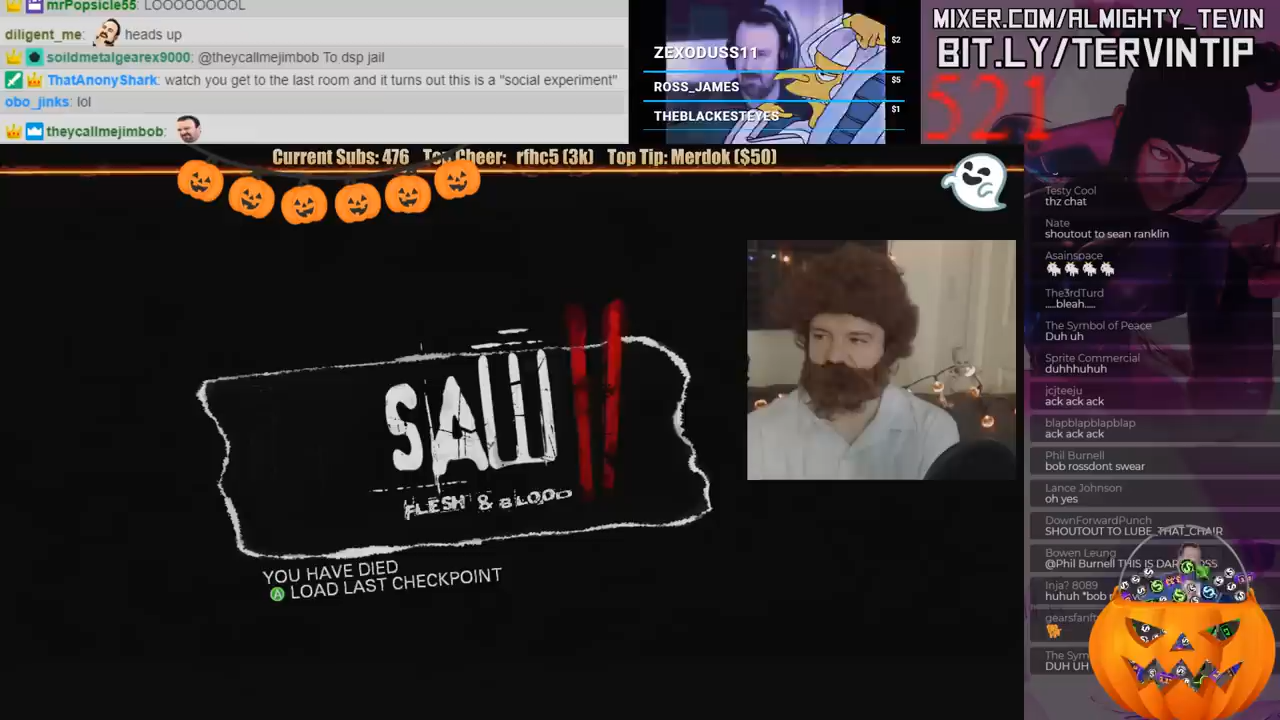 mrPopsicle55: LOOOOOOOOL
diligent_me: heads up
soildmetalgearex9000: @theycallmejimbob To dsp jail
ThatAnonyShark: watch you get to the last room and it turns out this is a "social experiment"
obo_jinks: lol
theycallmejimbob:
ZEXODUSS11 $2
ROSS_JAMES $5
THEBLACKESTEYES $1
MIXER.COM/ALMIGHTY_TEVIN
BIT.LY/TERVINTIP
521
Current Subs: 476 Top Cheer: rfhc5 (3k) Top Tip: Merdok ($50)
SAW II
FLESH & BLOOD
YOU HAVE DIED
A LOAD LAST CHECKPOINT
Testy Cool
thz chat
Nate
shoutout to sean ranklin
Asainspace
The3rdTurd
....bleah....
The Symbol of Peace
Duh uh
Sprite Commercial
duhhhuhuh
jcjteeju
ack ack ack
blapblapblapblap
ack ack ack
Phil Burnell
bob rossdont swear
Lance Johnson
oh yes
DownForwardPunch
SHOUTOUT TO LUBE_THAT_CHAIR
Bowen Leung
@Phil Burnell THIS IS
Inja? 8089
huhuh *bob
The
DUH UH